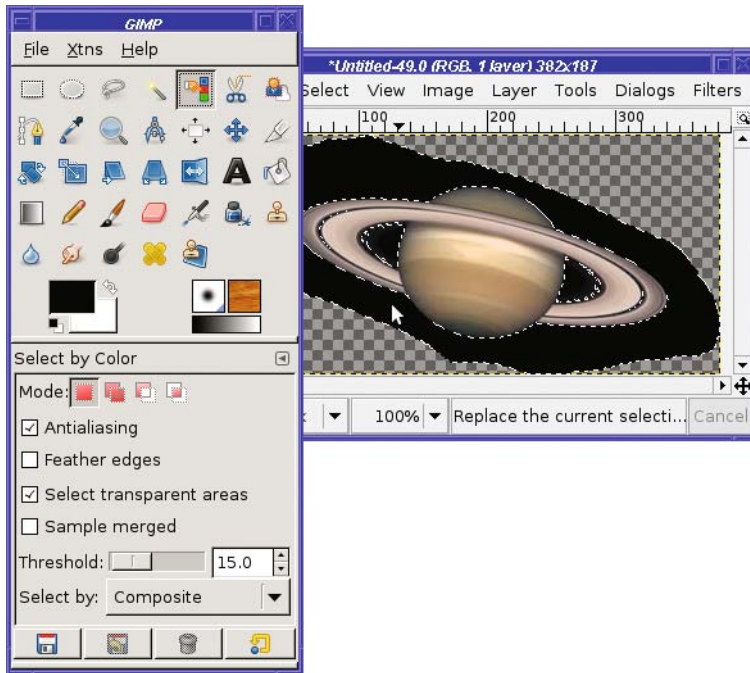 GIMP
File Xtns Help
Select by Color
Mode:
Antialiasing
Feather edges
Select transparent areas
Sample merged
Threshold: 15.0
Select by: Composite
*Untitled-49.0 (RGB, 1 layer) 382x187
Select View Image Layer Tools Dialogs Filters
100 200 300
100% Replace the current selecti... Cancel